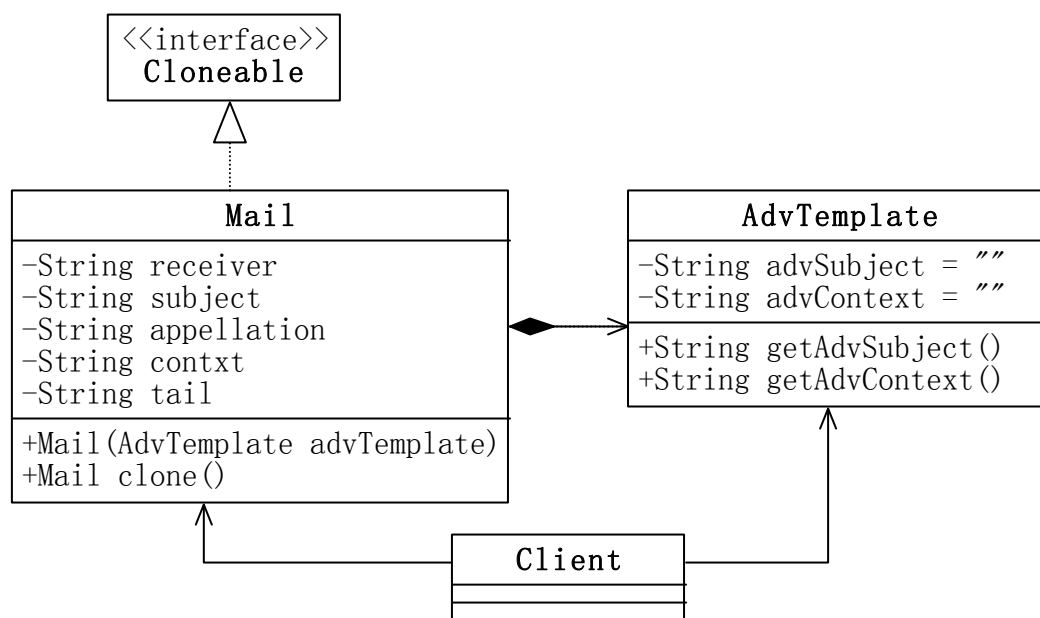 <<interface>>
Cloneable
Mail
-String receiver
-String subject
-String appellation
-String contxt
-String tail
+Mail(AdvTemplate advTemplate)
+Mail clone()
AdvTemplate
-String advSubject = ""
-String advContext = ""
+String getAdvSubject()
+String getAdvContext()
Client